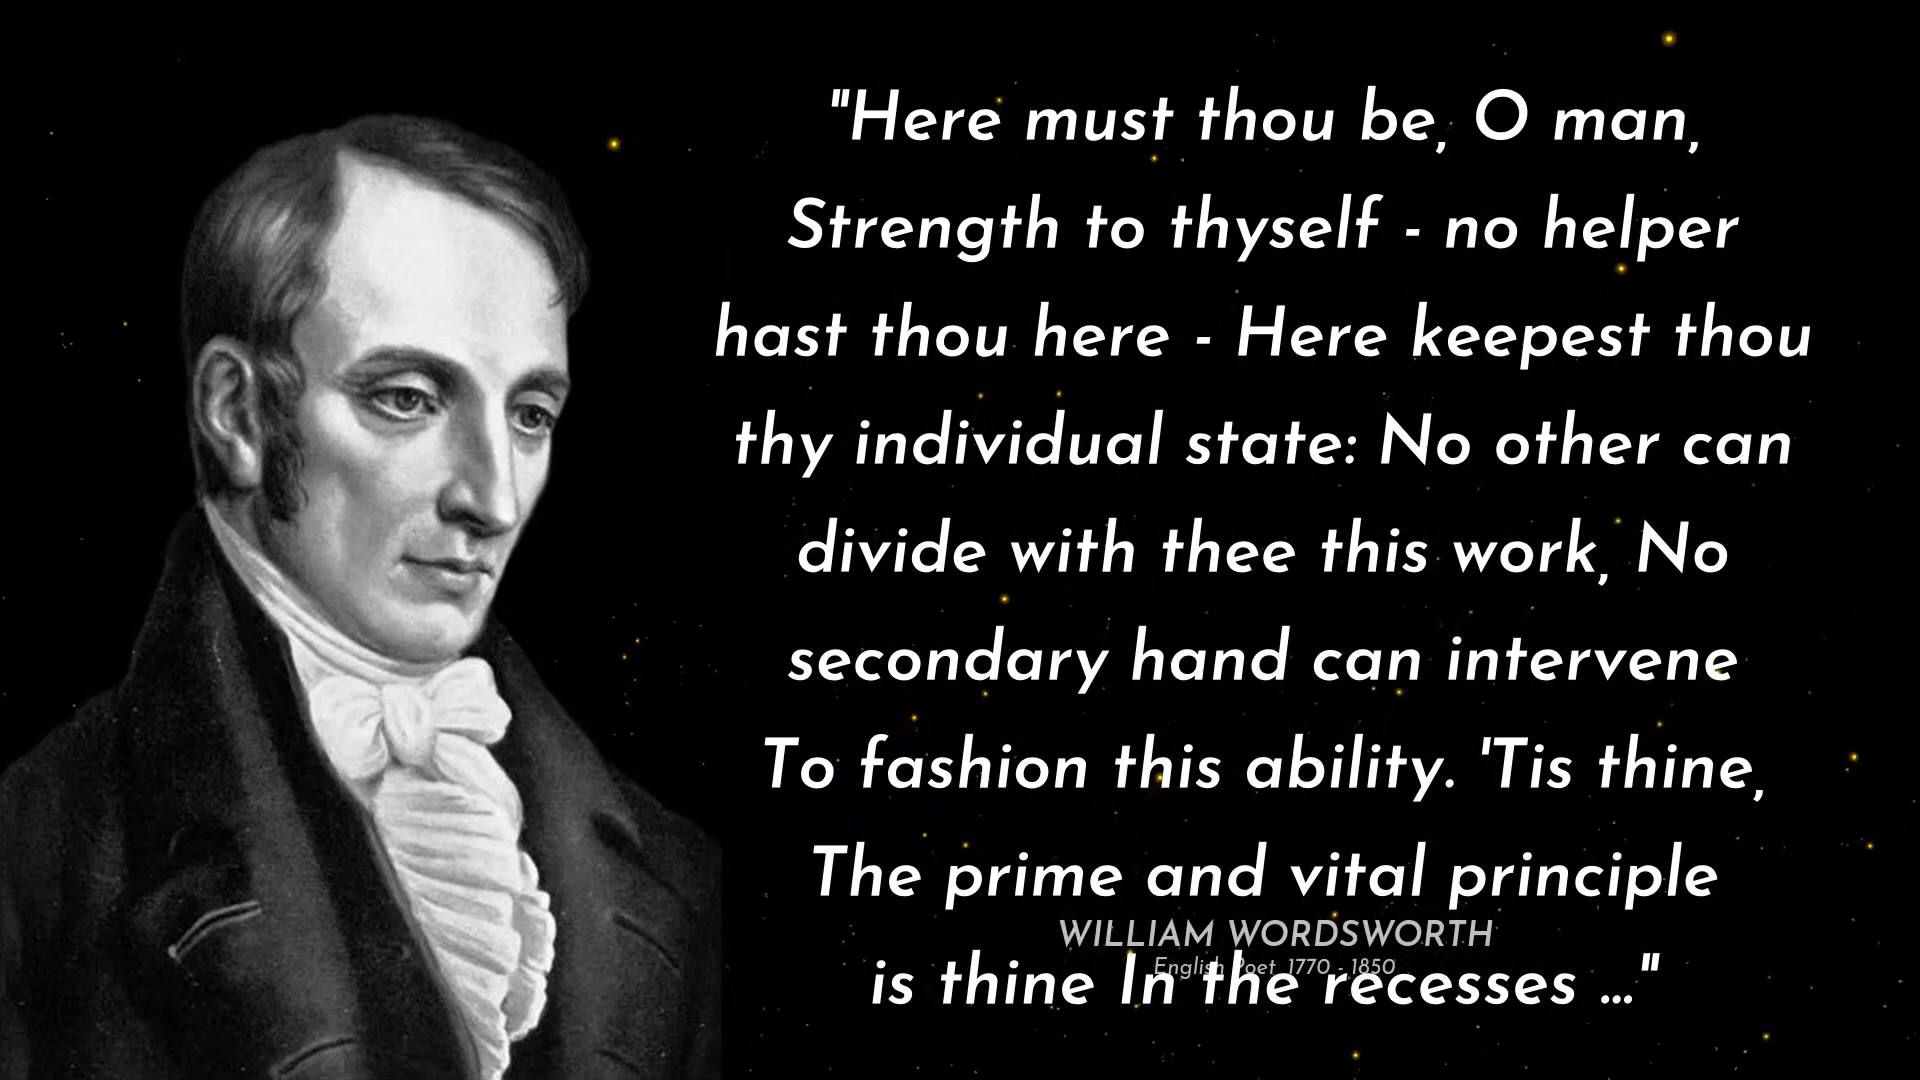 "Here must thou be, O man,
Strength to thyself - no helper
hast thou here - Here keepest thou
thy individual state: No other can
divide with thee this work, No
secondary hand can intervene
To fashion this ability. 'Tis thine,
The prime and vital principle
is thine In the recesses ..."
WILLIAM WORDSWORTH
English Poet 1770 - 1850